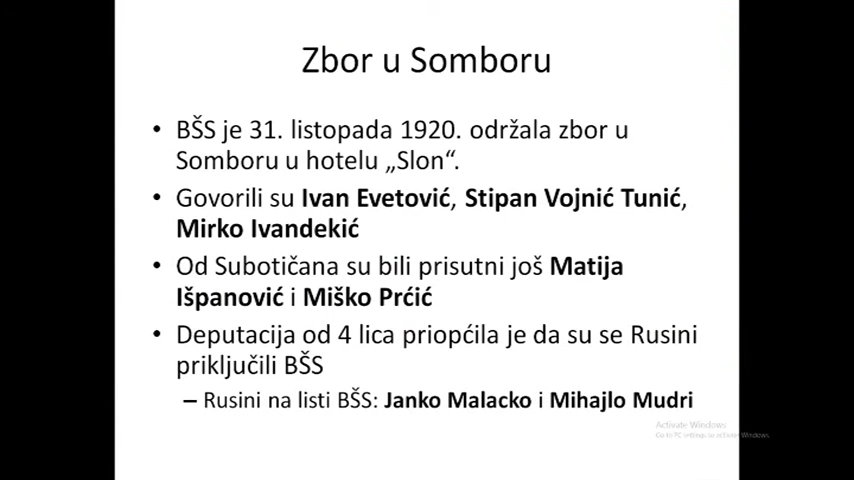 Zbor u Somboru
• BŠS je 31. listopada 1920. održala zbor u
Somboru u hotelu „Slon“.
• Govorili su Ivan Evetović, Stipan Vojnić Tunić,
Mirko Ivandekić
• Od Subotičana su bili prisutni još Matija
Išpanović i Miško Prćić
• Deputacija od 4 lica priopćila je da su se Rusini
priključili BŠS
– Rusini na listi BŠS: Janko Malacko i Mihajlo Mudri
Activate Windows
Go to PC settings to activate Windows.